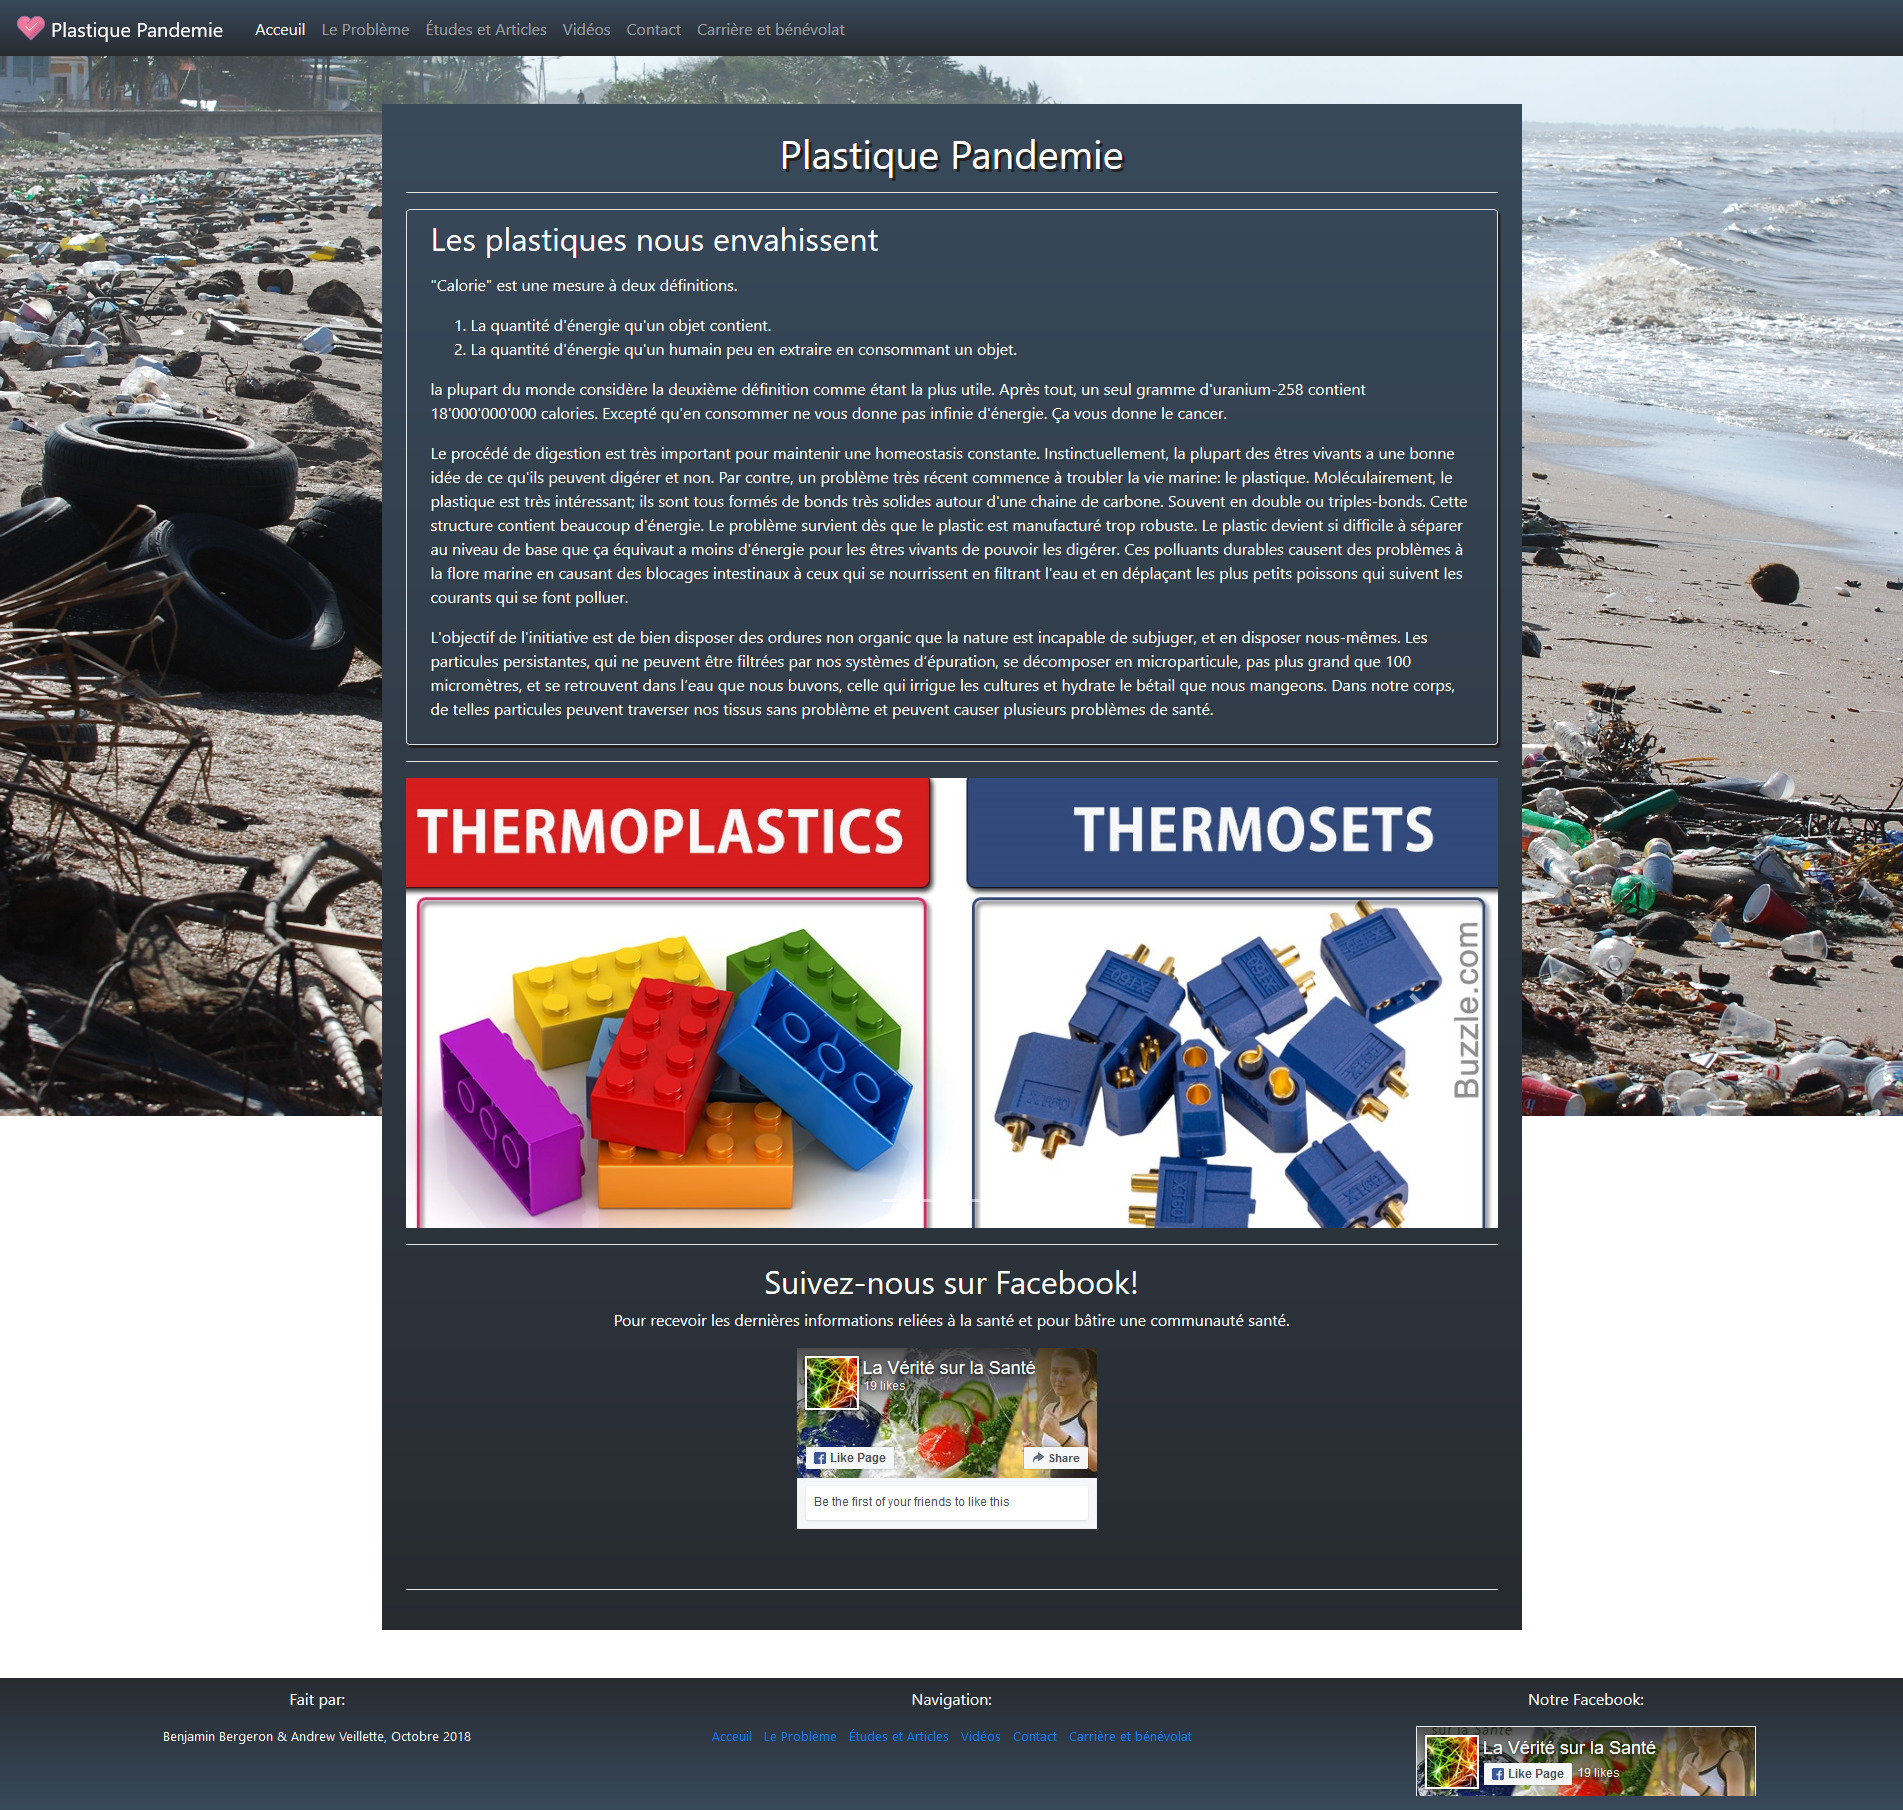 Plastique Pandemie
Acceuil Le Problème Études et Articles Vidéos Contact Carrière et bénévolat
Plastique Pandemie
Les plastiques nous envahissent
"Calorie" est une mesure à deux définitions.
1. La quantité d'énergie qu'un objet contient.
2. La quantité d'énergie qu'un humain peu en extraire en consommant un objet.
la plupart du monde considère la deuxième définition comme étant la plus utile. Après tout, un seul gramme d'uranium-258 contient
18'000'000'000 calories. Excepté qu'en consommer ne vous donne pas infinie d'énergie. Ça vous donne le cancer.
Le procédé de digestion est très important pour maintenir une homeostasis constante. Instinctuellement, la plupart des êtres vivants a une bonne
idée de ce qu'ils peuvent digérer et non. Par contre, un problème très récent commence à troubler la vie marine: le plastique. Moléculairement, le
plastique est très intéressant; ils sont tous formés de bonds très solides autour d'une chaine de carbone. Souvent en double ou triples-bonds. Cette
structure contient beaucoup d'énergie. Le problème survient dès que le plastic est manufacturé trop robuste. Le plastic devient si difficile à séparer
au niveau de base que ça équivaut a moins d'énergie pour les êtres vivants de pouvoir les digérer. Ces polluants durables causent des problèmes à
la flore marine en causant des blocages intestinaux à ceux qui se nourrissent en filtrant l'eau et en déplaçant les plus petits poissons qui suivent les
courants qui se font polluer.
L'objectif de l'initiative est de bien disposer des ordures non organic que la nature est incapable de subjuger, et en disposer nous-mêmes. Les
particules persistantes, qui ne peuvent être filtrées par nos systèmes d’épuration, se décomposer en microparticule, pas plus grand que 100
micromètres, et se retrouvent dans l’eau que nous buvons, celle qui irrigue les cultures et hydrate le bétail que nous mangeons. Dans notre corps,
de telles particules peuvent traverser nos tissus sans problème et peuvent causer plusieurs problèmes de santé.
THERMOPLASTICS THERMOSETS
Buzzle.com
Suivez-nous sur Facebook!
Pour recevoir les dernières informations reliées à la santé et pour bâtire une communauté santé.
La Vérité sur la Santé
19 likes
Like Page Share
Be the first of your friends to like this
Fait par: Navigation: Notre Facebook:
Benjamin Bergeron & Andrew Veillette, Octobre 2018
Acceuil Le Problème Études et Articles Vidéos Contact Carrière et bénévolat
sur la Santé
La Vérité sur la Santé
Like Page 19 likes